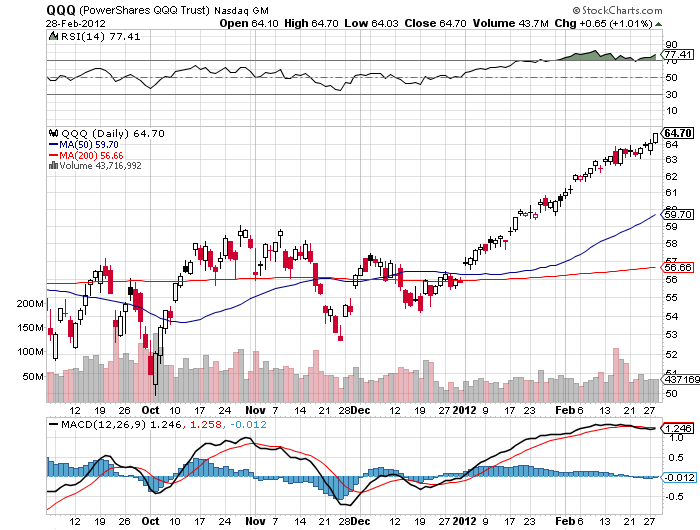 QQQ (PowerShares QQQ Trust) Nasdaq GM © StockCharts.com
28-Feb-2012 Open 64.10 High 64.70 Low 64.03 Close 64.70 Volume 43.7M Chg +0.65 (+1.01%)
RSI(14) 77.41
90
77.41
70
50
30
10
QQQ (Daily) 64.70
MA(50) 59.70
MA(200) 56.66
Volume 43,716,992
64.70
64
63
62
61
60
59.70
59
58
57
56.66
56
55
54
53
52
51
50
200M
150M
100M
50M
437169
12 19 26 Oct 10 17 24 Nov 7 14 21 28 Dec 12 19 27 2012 9 17 23 Feb 6 13 21 27
MACD(12,26,9) 1.246, 1.258, -0.012
1.246
1.0
0.5
-0.012
-0.5
12 19 26 Oct 10 17 24 Nov 7 14 21 28 Dec 12 19 27 2012 9 17 23 Feb 6 13 21 27